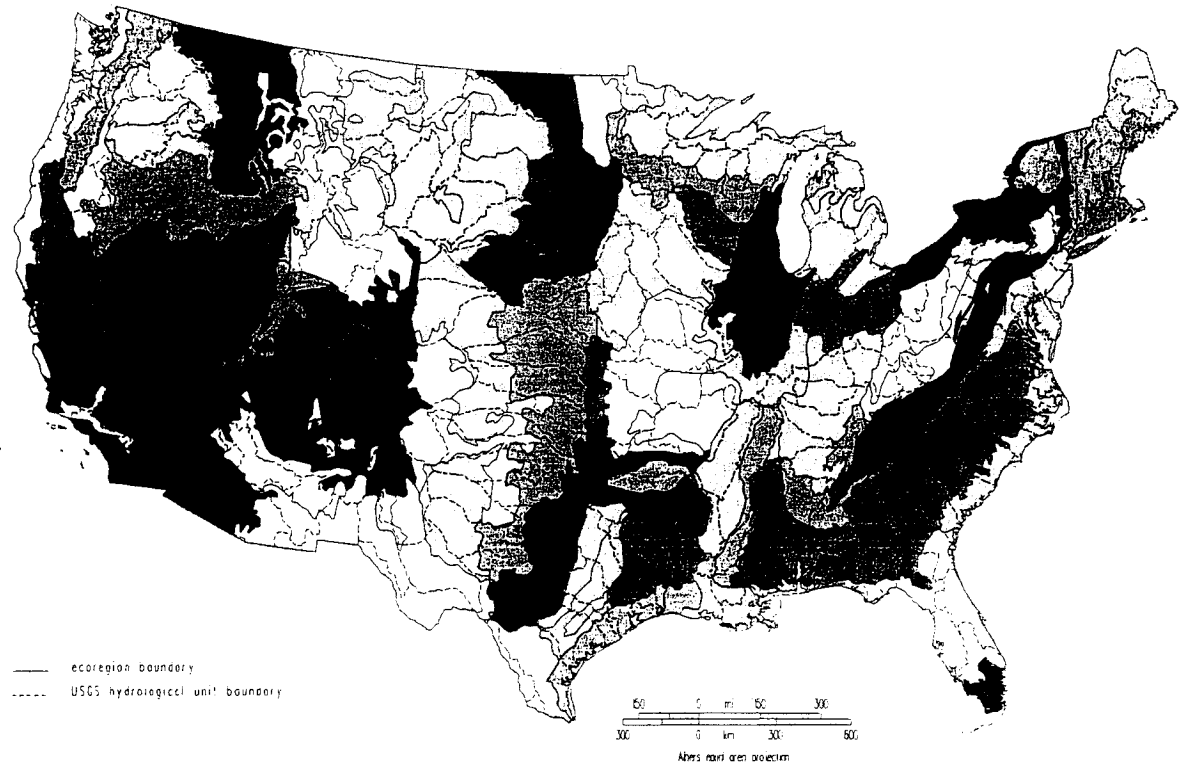 ecoregion boundary
USGS hydrological unit boundary
150 0 mi 150 300
300 0 km 300 600
Albers equal area projection